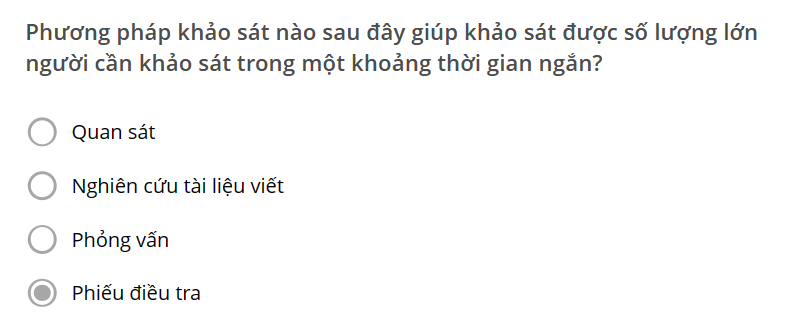 Phương pháp khảo sát nào sau đây giúp khảo sát được số lượng lớn
người cần khảo sát trong một khoảng thời gian ngắn?
Quan sát
Nghiên cứu tài liệu viết
Phỏng vấn
Phiếu điều tra